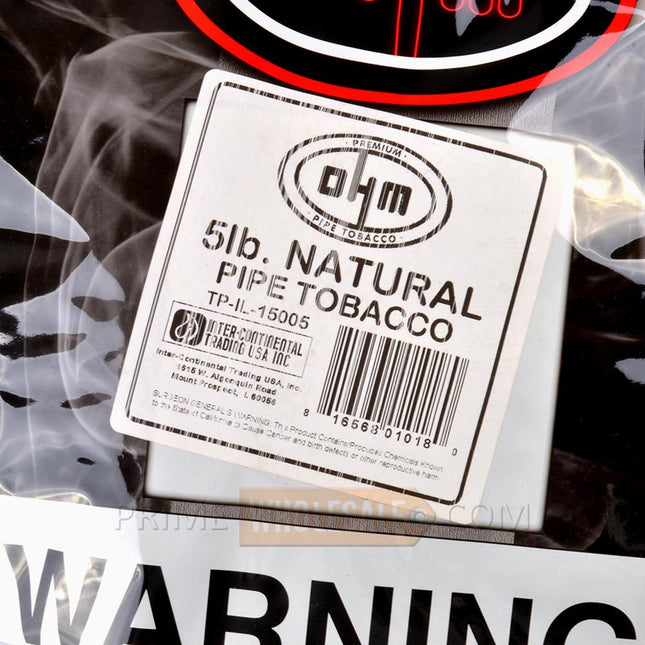 PREMIUM
OHM
PIPE TOBACCO
5lb. NATURAL
PIPE TOBACCO
TP-IL-15005
INTER-CONTINENTAL
TRADING USA INC
Inter-Continental Trading USA, Inc.
1615 W. Algonquin Road
Mount Prospect, IL 60056
8 16568 01018 0
SURGEON GENERAL'S WARNING: This Product Contains/Produces Chemicals Known
to the State of California to Cause Cancer and birth defects or other reproductive harm.
PRIME WHOLESALE .COM
WARNING